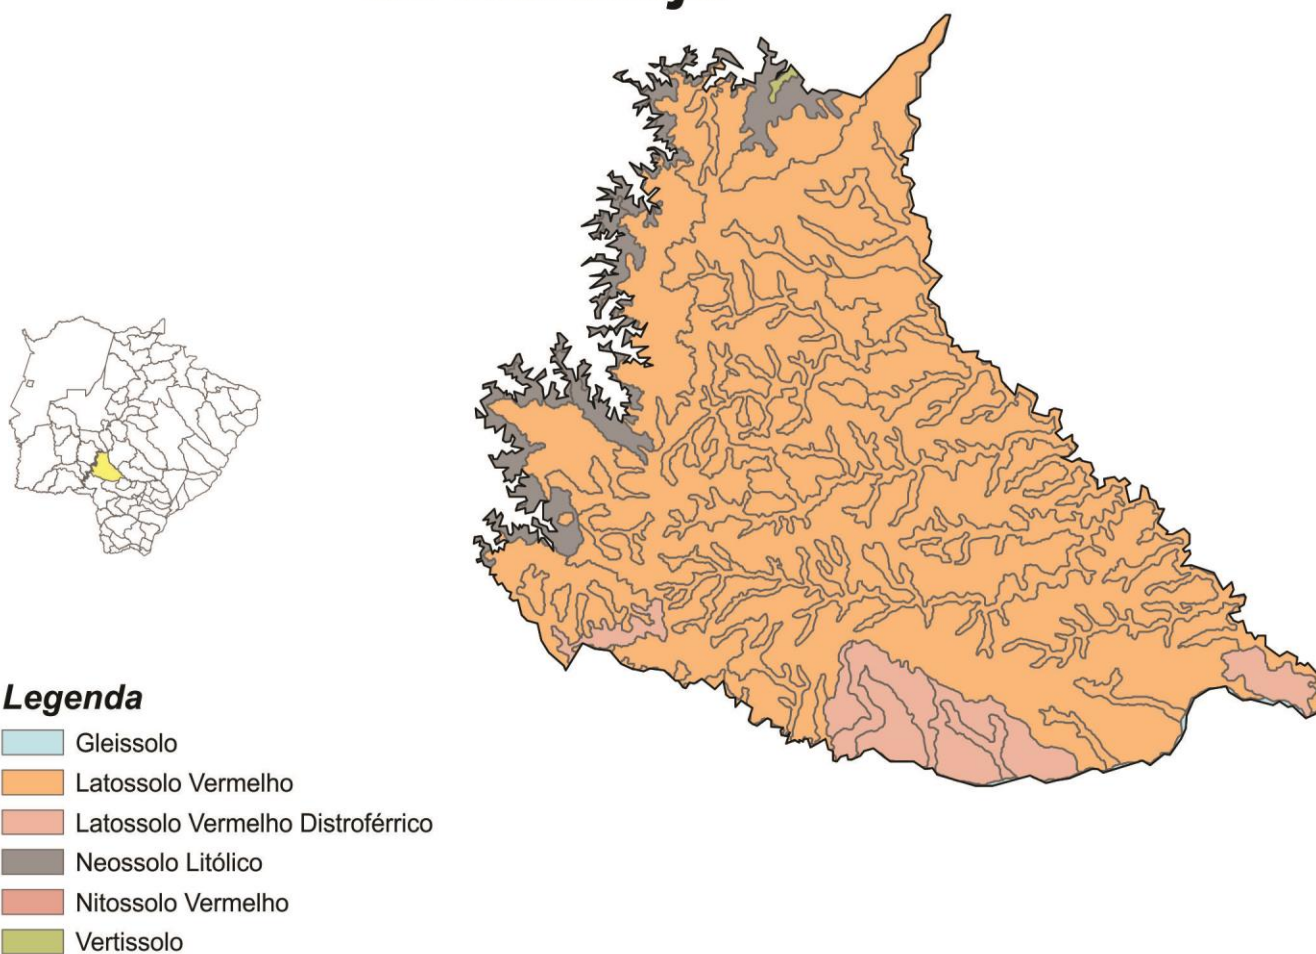 Legenda
Gleissolo
Latossolo Vermelho
Latossolo Vermelho Distroférrico
Neossolo Litólico
Nitossolo Vermelho
Vertissolo